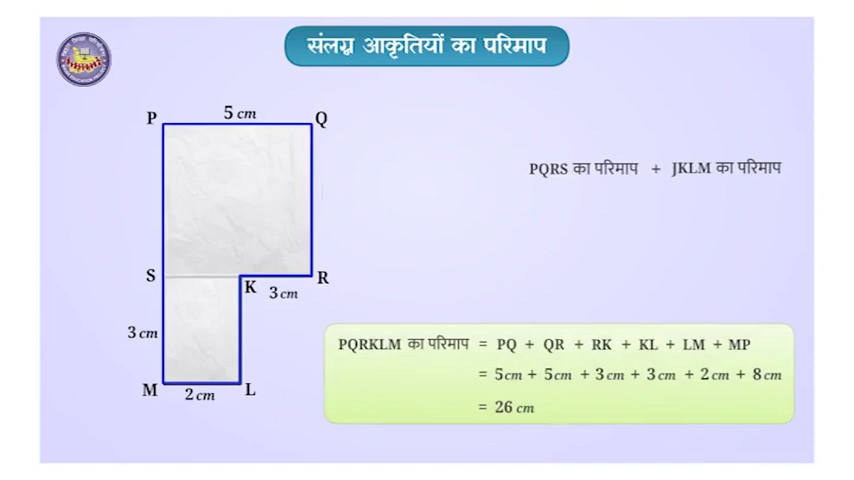 संलग्न आकृतियों का परिमाप
P 5 cm Q
PQRS का परिमाप + JKLM का परिमाप
S K 3 cm R
3 cm
M 2 cm L
PQRKLM का परिमाप = PQ + QR + RK + KL + LM + MP
= 5cm + 5cm + 3cm + 3cm + 2cm + 8cm
= 26 cm